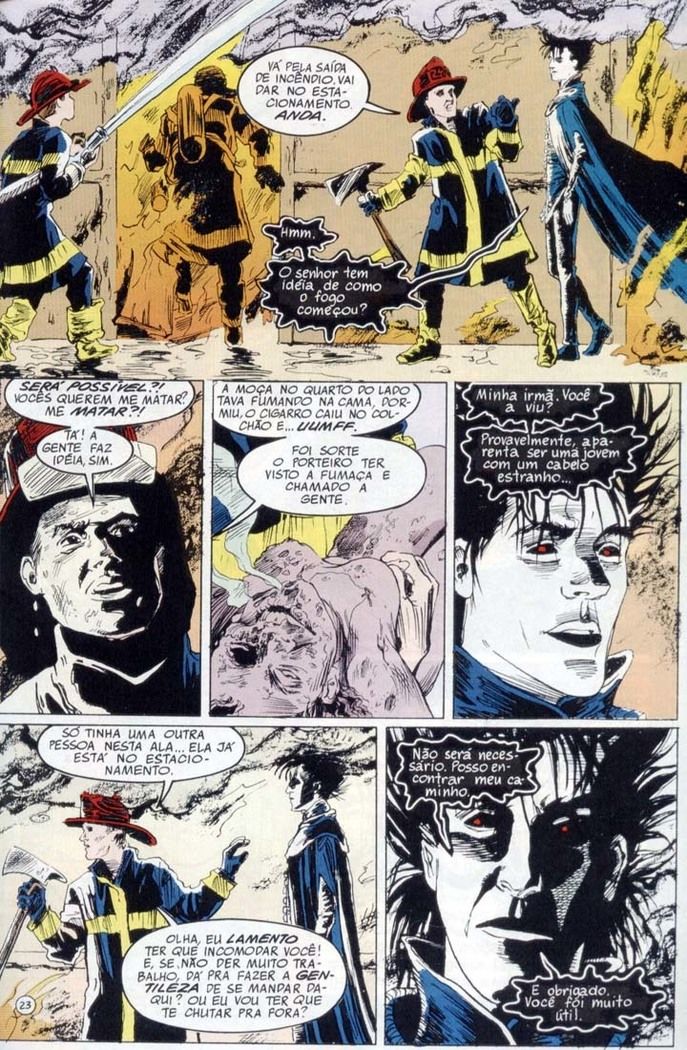 VÁ PELA SAÍDA
DE INCÊNDIO. VAI
DAR NO ESTA-
CIONAMENTO.
ANDA.
Hmm.
O senhor tem
idéia de como
o fogo
começou?
SERÁ POSSÍVEL?!
VOCÊS QUEREM ME MATAR?
ME MATAR?!
TÁ! A
GENTE FAZ
IDÉIA, SIM.
A MOÇA NO QUARTO DO LADO
TAVA FUMANDO NA CAMA, DOR-
MIU, O CIGARRO CAIU NO COL-
CHÃO E... UUMFF.
FOI SORTE
O PORTEIRO TER
VISTO A FUMAÇA E
CHAMADO A
GENTE.
Minha irmã. Você
a viu?
Provavelmente, apa-
renta ser uma jovem
com um cabelo
estranho...
SÓ TINHA UMA OUTRA
PESSOA NESTA ALA... ELA JÁ
ESTÁ NO ESTACIO-
NAMENTO.
OLHA, EU LAMENTO
TER QUE INCOMODAR VOCÊ!
E, SE NÃO DER MUITO TRA-
BALHO, DÁ PRA FAZER A GEN-
TILEZA DE SE MANDAR DA-
QUI? OU EU VOU TER QUE
TE CHUTAR PRA FORA?
Não será neces-
sário. Posso en-
contrar meu ca-
minho.
E obrigado.
Você foi muito
útil.
23